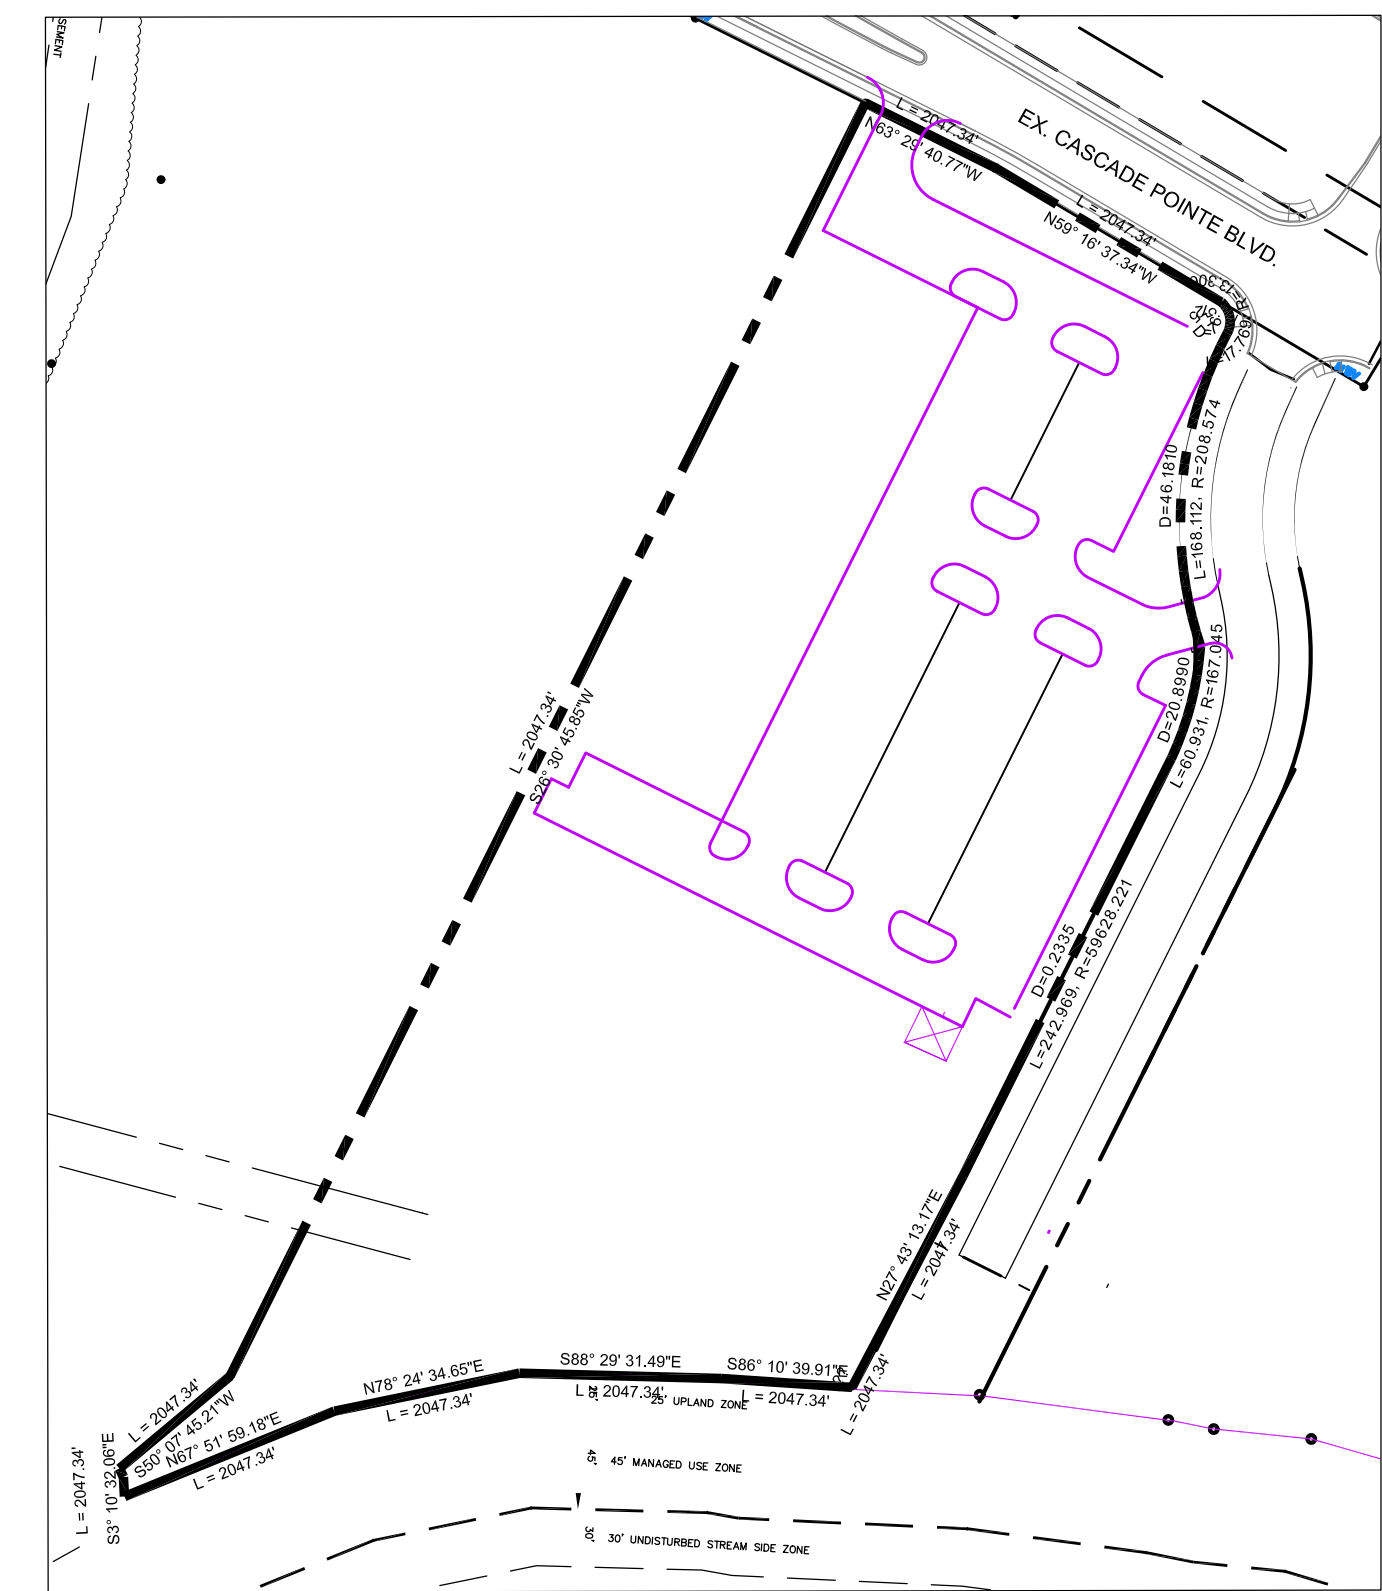 SEMENT
EX. CASCADE POINTE BLVD.
L = 2047.34'
N63° 29' 40.77"W
L = 2047.34'
N59° 16' 37.34"W
L=17.769, R=13.300
D=46.1810
L=168.112, R=208.574
D=20.8990
L=60.931, R=167.045
L = 2047.34'
S26° 30' 45.85"W
D=0.2335
L=242.969, R=59628.221
N27° 43' 13.17"E
L = 2047.34'
L = 2047.34'
S88° 29' 31.49"E
L = 2047.34'
S86° 10' 39.91"E
L = 2047.34'
N78° 24' 34.65"E
L = 2047.34'
L = 2047.34'
S50° 07' 45.21"W
N67° 51' 59.18"E
L = 2047.34'
L = 2047.34'
S3° 10' 32.06"E
25'
25' UPLAND ZONE
45'
45' MANAGED USE ZONE
30'
30' UNDISTURBED STREAM SIDE ZONE